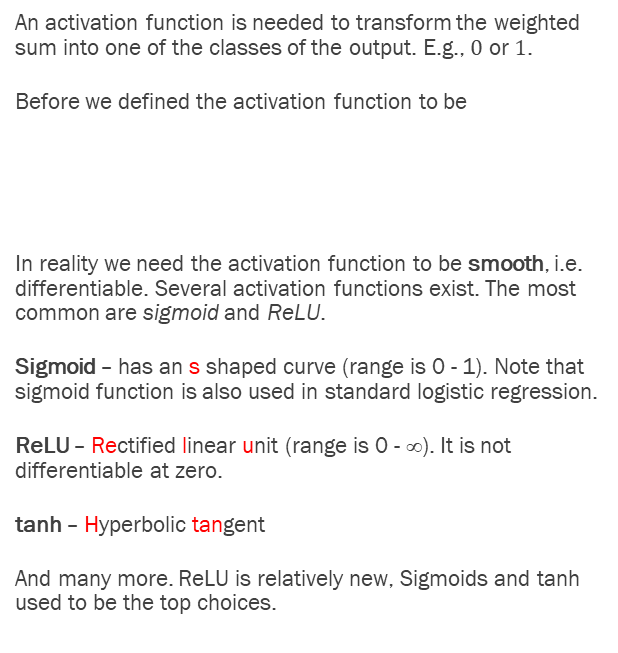 An activation function is needed to transform the weighted
sum into one of the classes of the output. E.g., 0 or 1.
Before we defined the activation function to be
In reality we need the activation function to be smooth, i.e.
differentiable. Several activation functions exist. The most
common are sigmoid and ReLU.
Sigmoid – has an s shaped curve (range is 0 - 1). Note that
sigmoid function is also used in standard logistic regression.
ReLU – Rectified linear unit (range is 0 - ∞). It is not
differentiable at zero.
tanh – Hyperbolic tangent
And many more. ReLU is relatively new, Sigmoids and tanh
used to be the top choices.